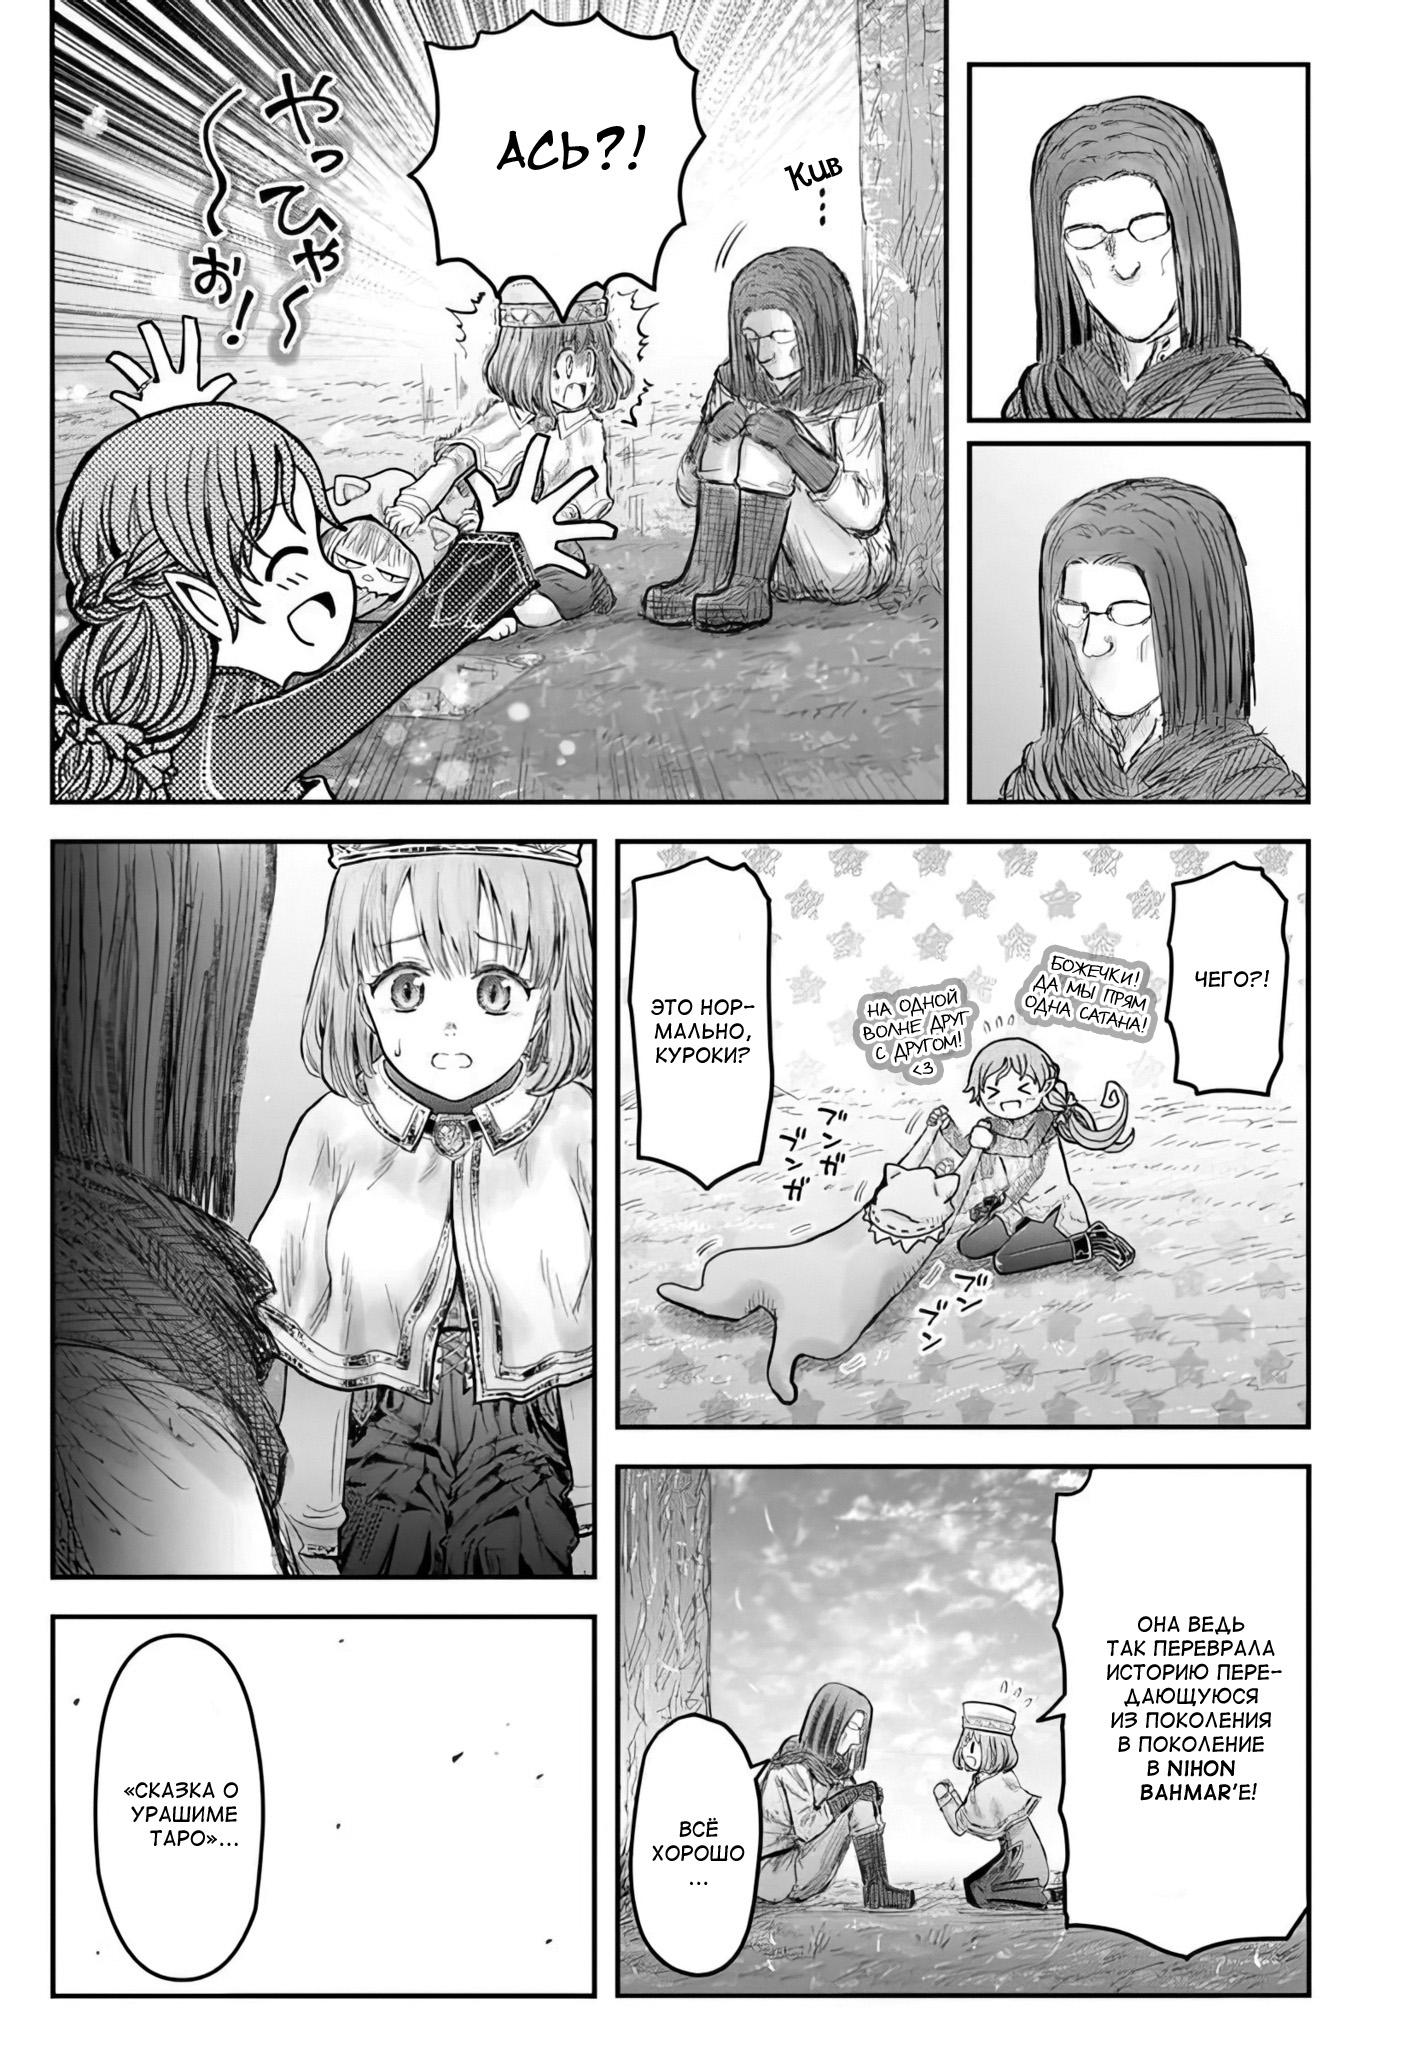 Кив
...
АСЬ?!
やっひゃ〜
〜〜お!
ЧЕГО?!
БОЖЕЧКИ!
ДА МЫ ПРЯМ
ОДНА САТАНА!
НА ОДНОЙ
ВОЛНЕ ДРУГ
С ДРУГОМ!
<3
ЭТО НОР-
МАЛЬНО,
КУРОКИ?
ブンガ
ブンガ
ブンブン
ОНА ВЕДЬ
ТАК ПЕРЕВРАЛА
ИСТОРИЮ ПЕРЕ-
ДАЮЩУЮСЯ
ИЗ ПОКОЛЕНИЯ
В ПОКОЛЕНИЕ
В NIHON
BAHMAR’Е!
ВСЁ
ХОРОШО
...
«СКАЗКА О
УРАШИМЕ
ТАРО»...